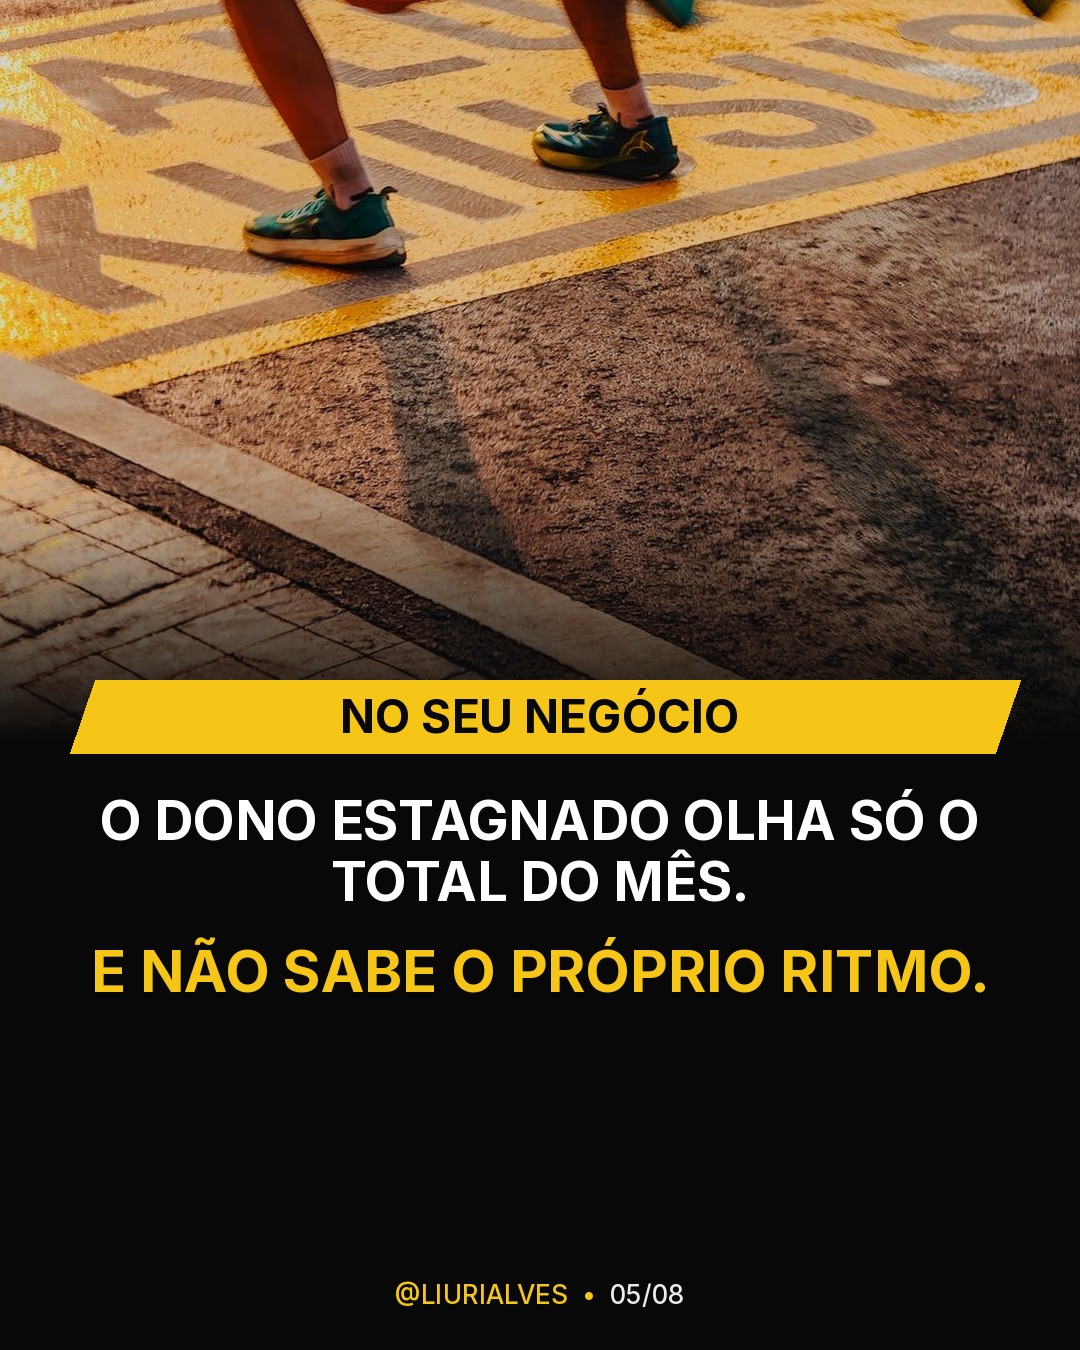 NO SEU NEGÓCIO
O DONO ESTAGNADO OLHA SÓ O
TOTAL DO MÊS.
E NÃO SABE O PRÓPRIO RITMO.
@LIURIALVES • 05/08